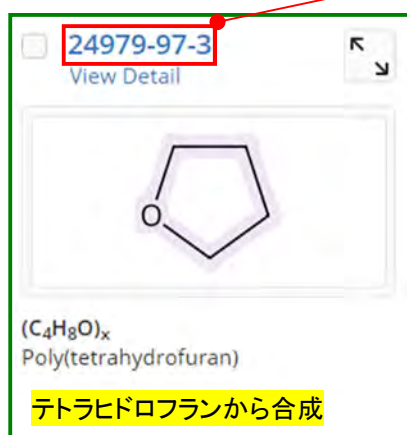 24979-97-3
View Detail
O
(C₄H₈O)ₓ
Poly(tetrahydrofuran)
テトラヒドロフランから合成